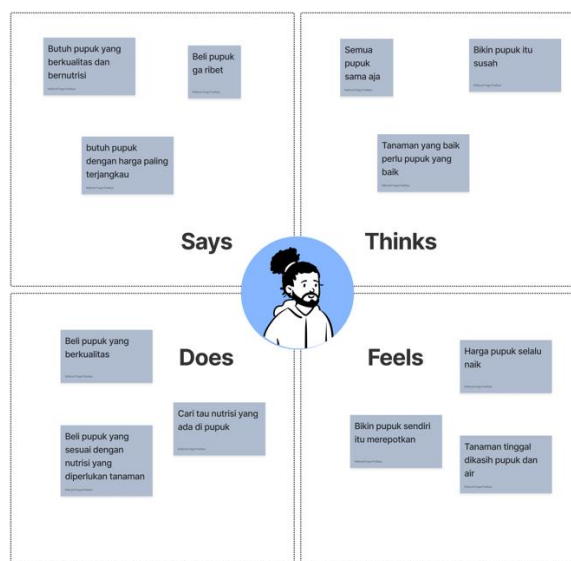 Butuh pupuk yang
berkualitas dan
bernutrisi
Beli pupuk
ga ribet
butuh pupuk
dengan harga paling
terjangkau
Says
Semua
pupuk
sama aja
Bikin pupuk itu
susah
Tanaman yang baik
perlu pupuk yang
baik
Thinks
Beli pupuk yang
berkualitas
Does
Cari tau nutrisi yang
ada di pupuk
Beli pupuk yang
sesuai dengan
nutrisi yang
diperlukan tanaman
Feels
Harga pupuk selalu
naik
Bikin pupuk sendiri
itu merepotkan
Tanaman tinggal
dikasih pupuk dan
air